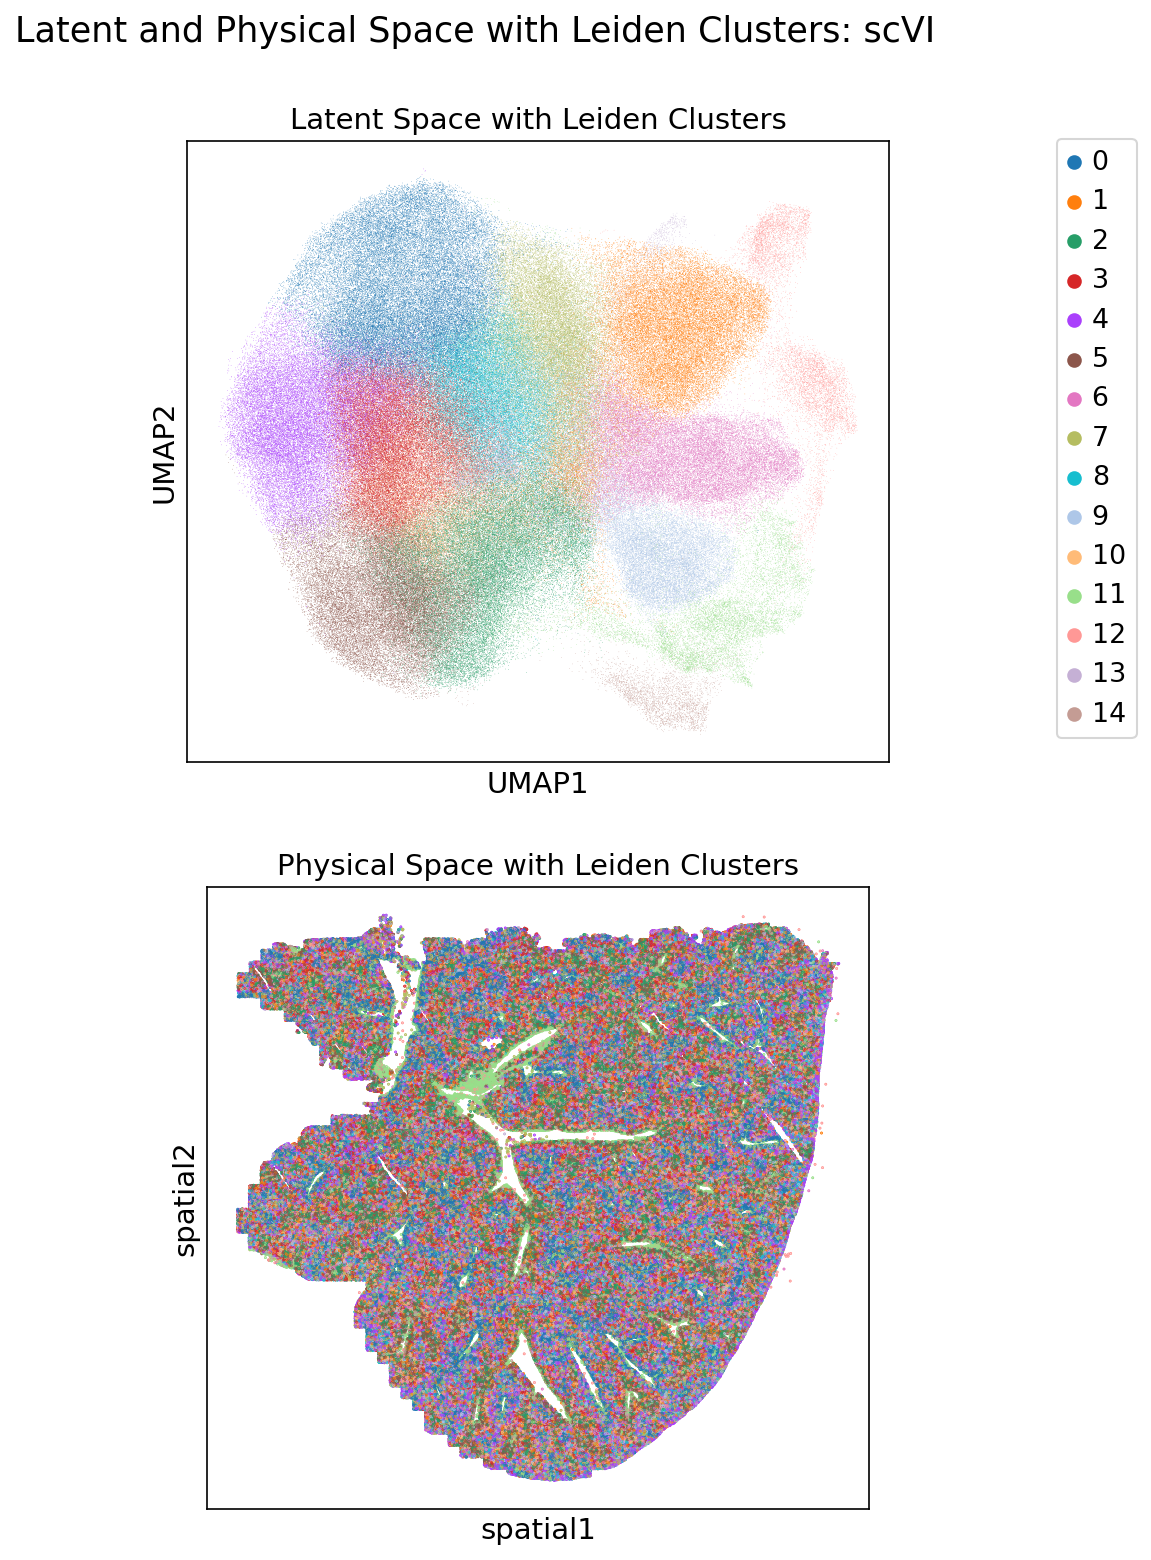 Latent and Physical Space with Leiden Clusters: scVI
Latent Space with Leiden Clusters
UMAP2
UMAP1
0
1
2
3
4
5
6
7
8
9
10
11
12
13
14
Physical Space with Leiden Clusters
spatial2
spatial1